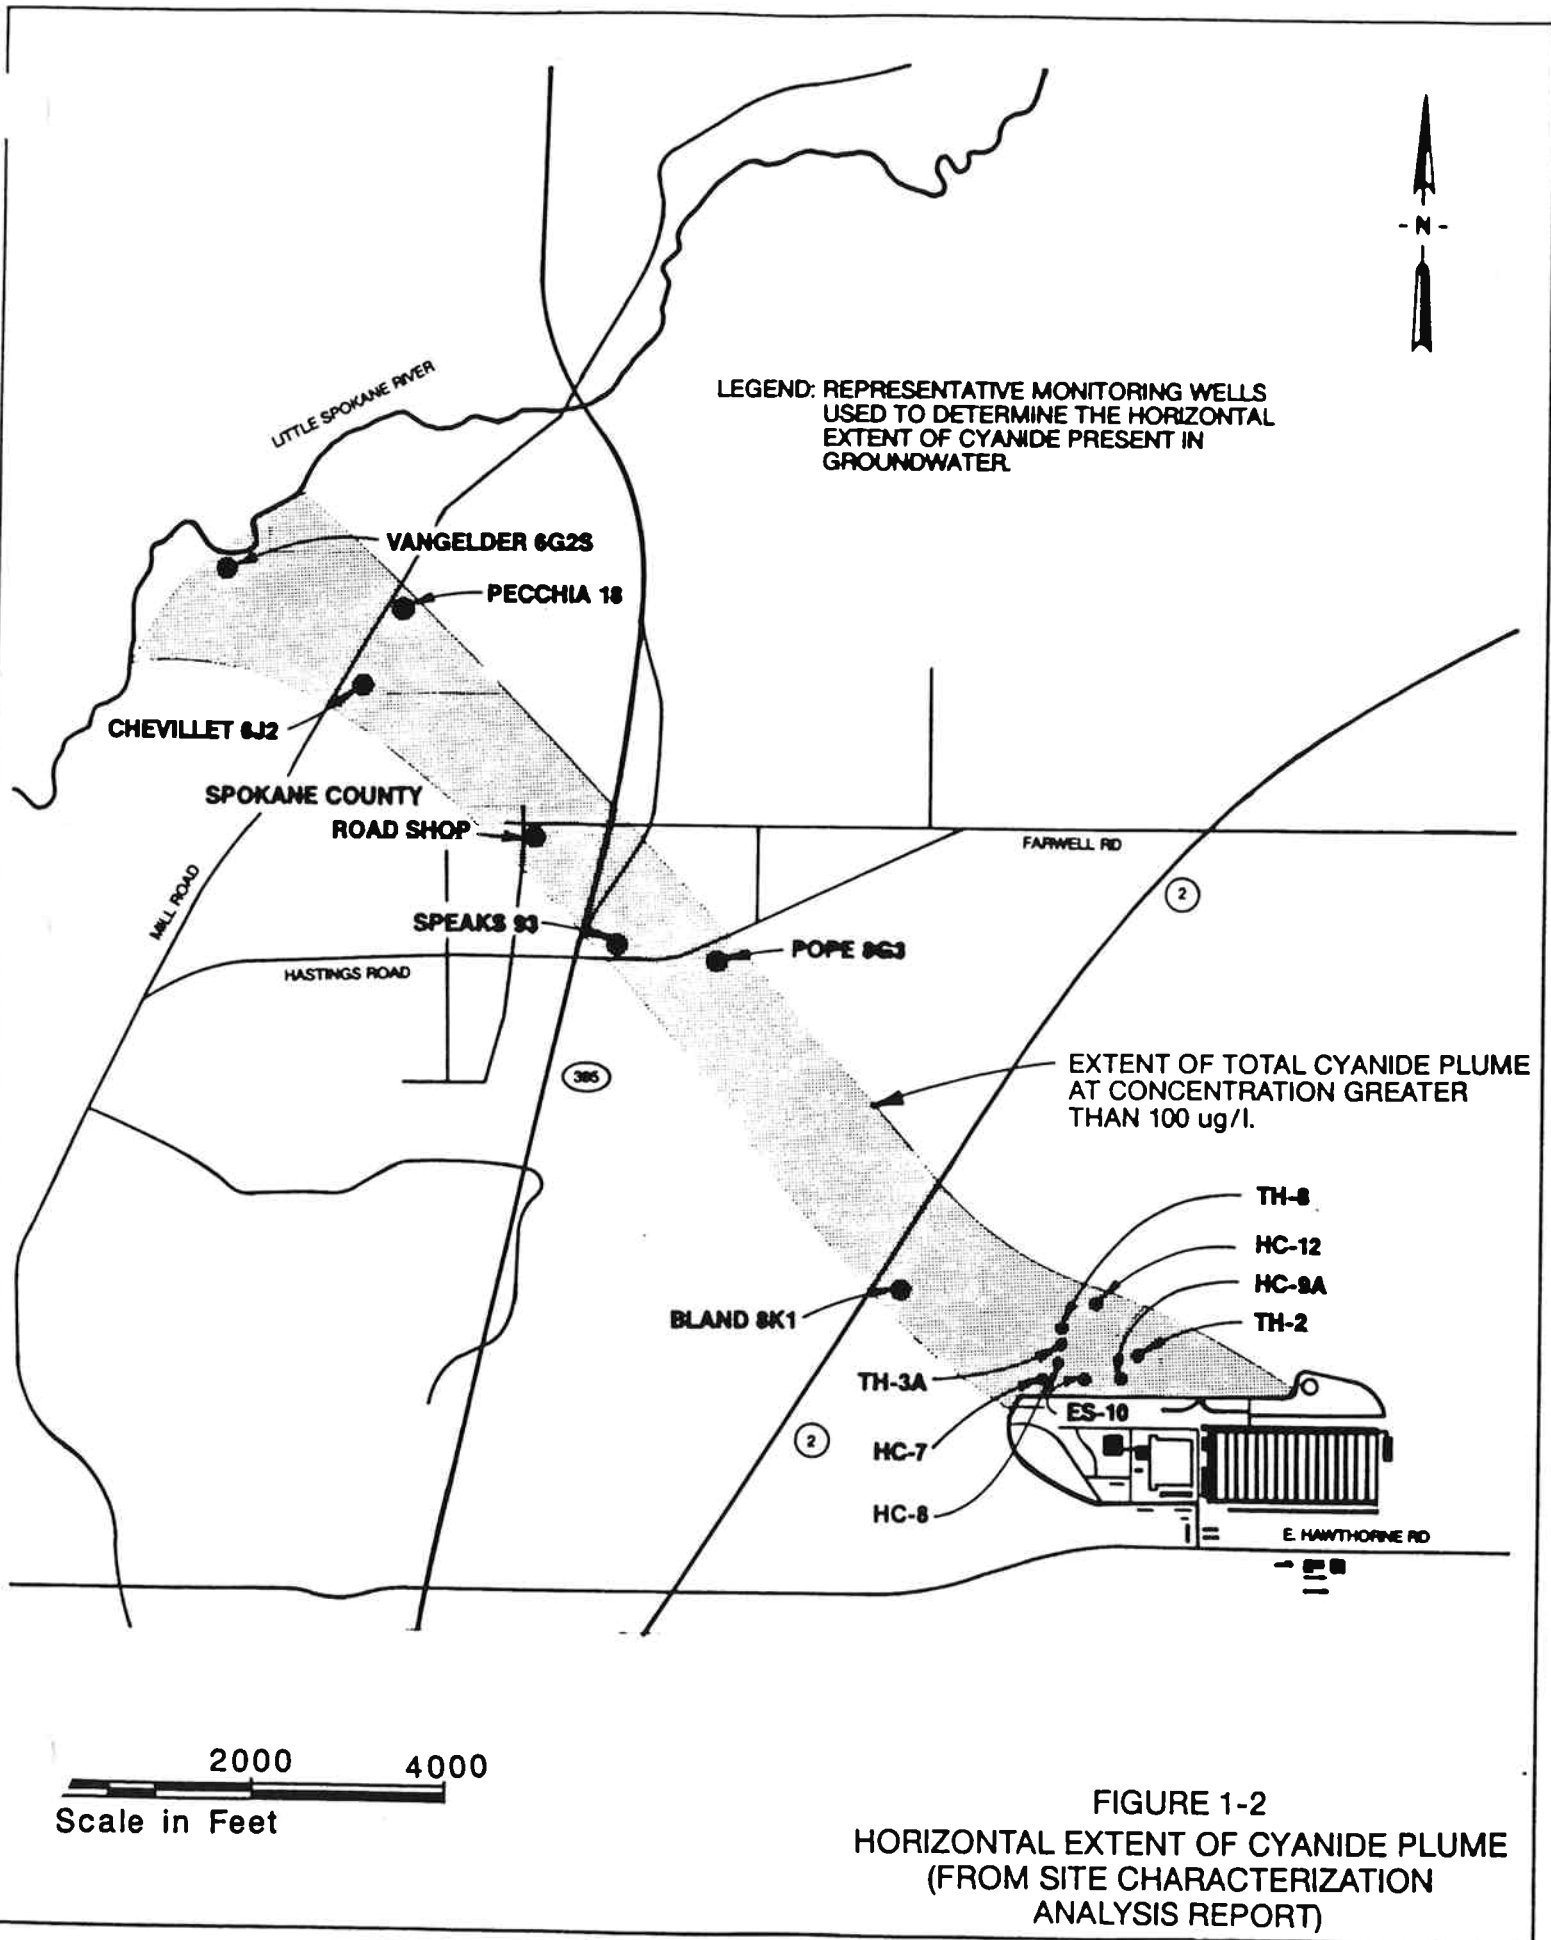 - N -
LITTLE SPOKANE RIVER
LEGEND: REPRESENTATIVE MONITORING WELLS
USED TO DETERMINE THE HORIZONTAL
EXTENT OF CYANIDE PRESENT IN
GROUNDWATER.
VANGELDER 6G2S
PECCHIA 18
CHEVILLET 6J2
SPOKANE COUNTY
ROAD SHOP
FARWELL RD
MILL ROAD
2
SPEAKS 93
POPE 8G3
HASTINGS ROAD
395
EXTENT OF TOTAL CYANIDE PLUME
AT CONCENTRATION GREATER
THAN 100 ug/l.
TH-8
HC-12
HC-9A
TH-2
BLAND 8K1
TH-3A
ES-10
2
HC-7
HC-8
E. HAWTHORNE RD
2000 4000
Scale in Feet
FIGURE 1-2
HORIZONTAL EXTENT OF CYANIDE PLUME
(FROM SITE CHARACTERIZATION
ANALYSIS REPORT)